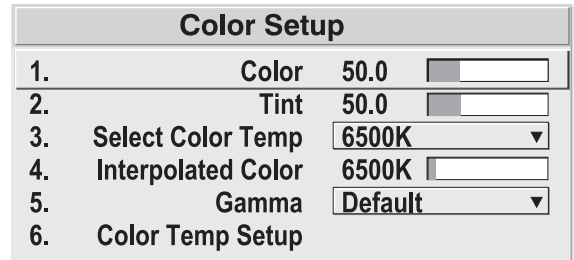 Color Setup
1. Color 50.0
2. Tint 50.0
3. Select Color Temp 6500K
4. Interpolated Color 6500K
5. Gamma Default
6. Color Temp Setup